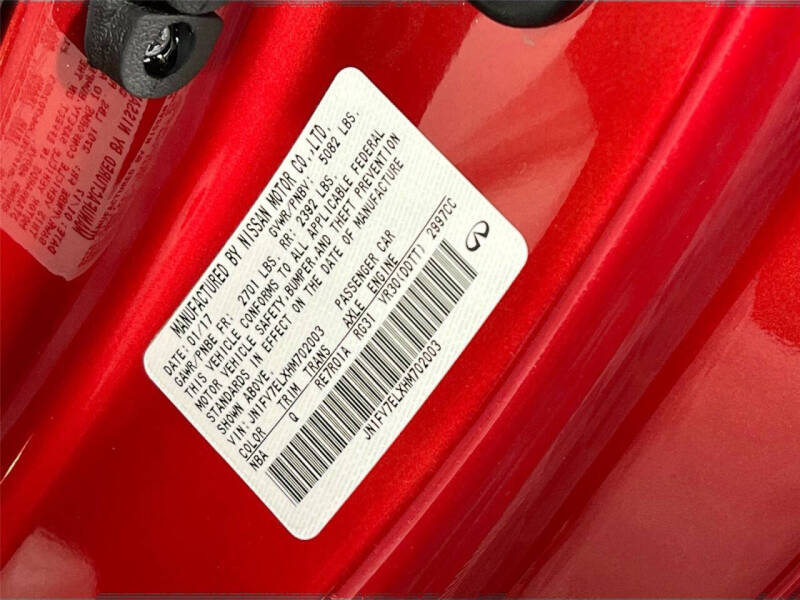 MANUFACTURED BY NISSAN MOTOR CO.,LTD.
DATE: 01/17 GVWR/PNBV: 5082 LBS.
GAWR/PNBE FR: 2701 LBS. RR: 2392 LBS.
THIS VEHICLE CONFORMS TO ALL APPLICABLE FEDERAL
MOTOR VEHICLE SAFETY,BUMPER,AND THEFT PREVENTION
STANDARDS IN EFFECT ON THE DATE OF MANUFACTURE
SHOWN ABOVE.
VIN: JN1FV7ELXHM702003 PASSENGER CAR
COLOR TRIM TRANS AXLE ENGINE
NBA Q RE7R01A RG31 VR30(DDTT) 2997CC
JN1FV7ELXHM702003